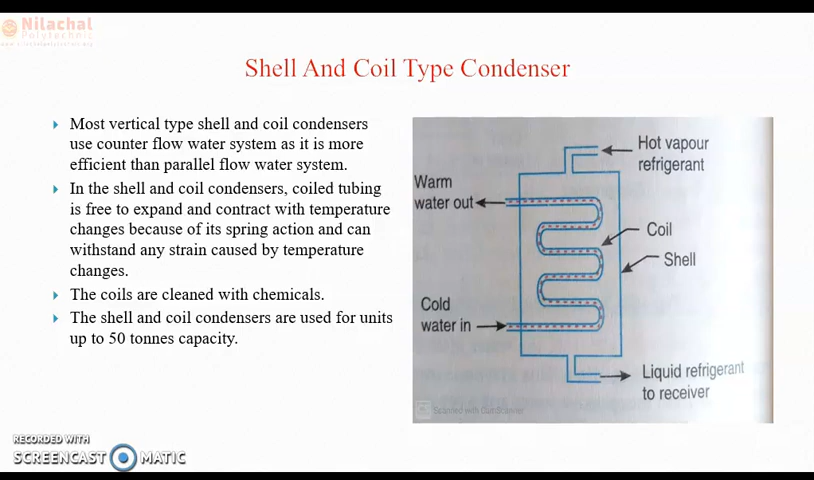 Nilachal
Polytechnic
Shell And Coil Type Condenser
Most vertical type shell and coil condensers
use counter flow water system as it is more
efficient than parallel flow water system.
In the shell and coil condensers, coiled tubing
is free to expand and contract with temperature
changes because of its spring action and can
withstand any strain caused by temperature
changes.
The coils are cleaned with chemicals.
The shell and coil condensers are used for units
up to 50 tonnes capacity.
Hot vapour
refrigerant
Warm
water out
Coil
Shell
Cold
water in
Liquid refrigerant
to receiver
Scanned with CamScanner
RECORDED WITH
SCREENCAST MATIC